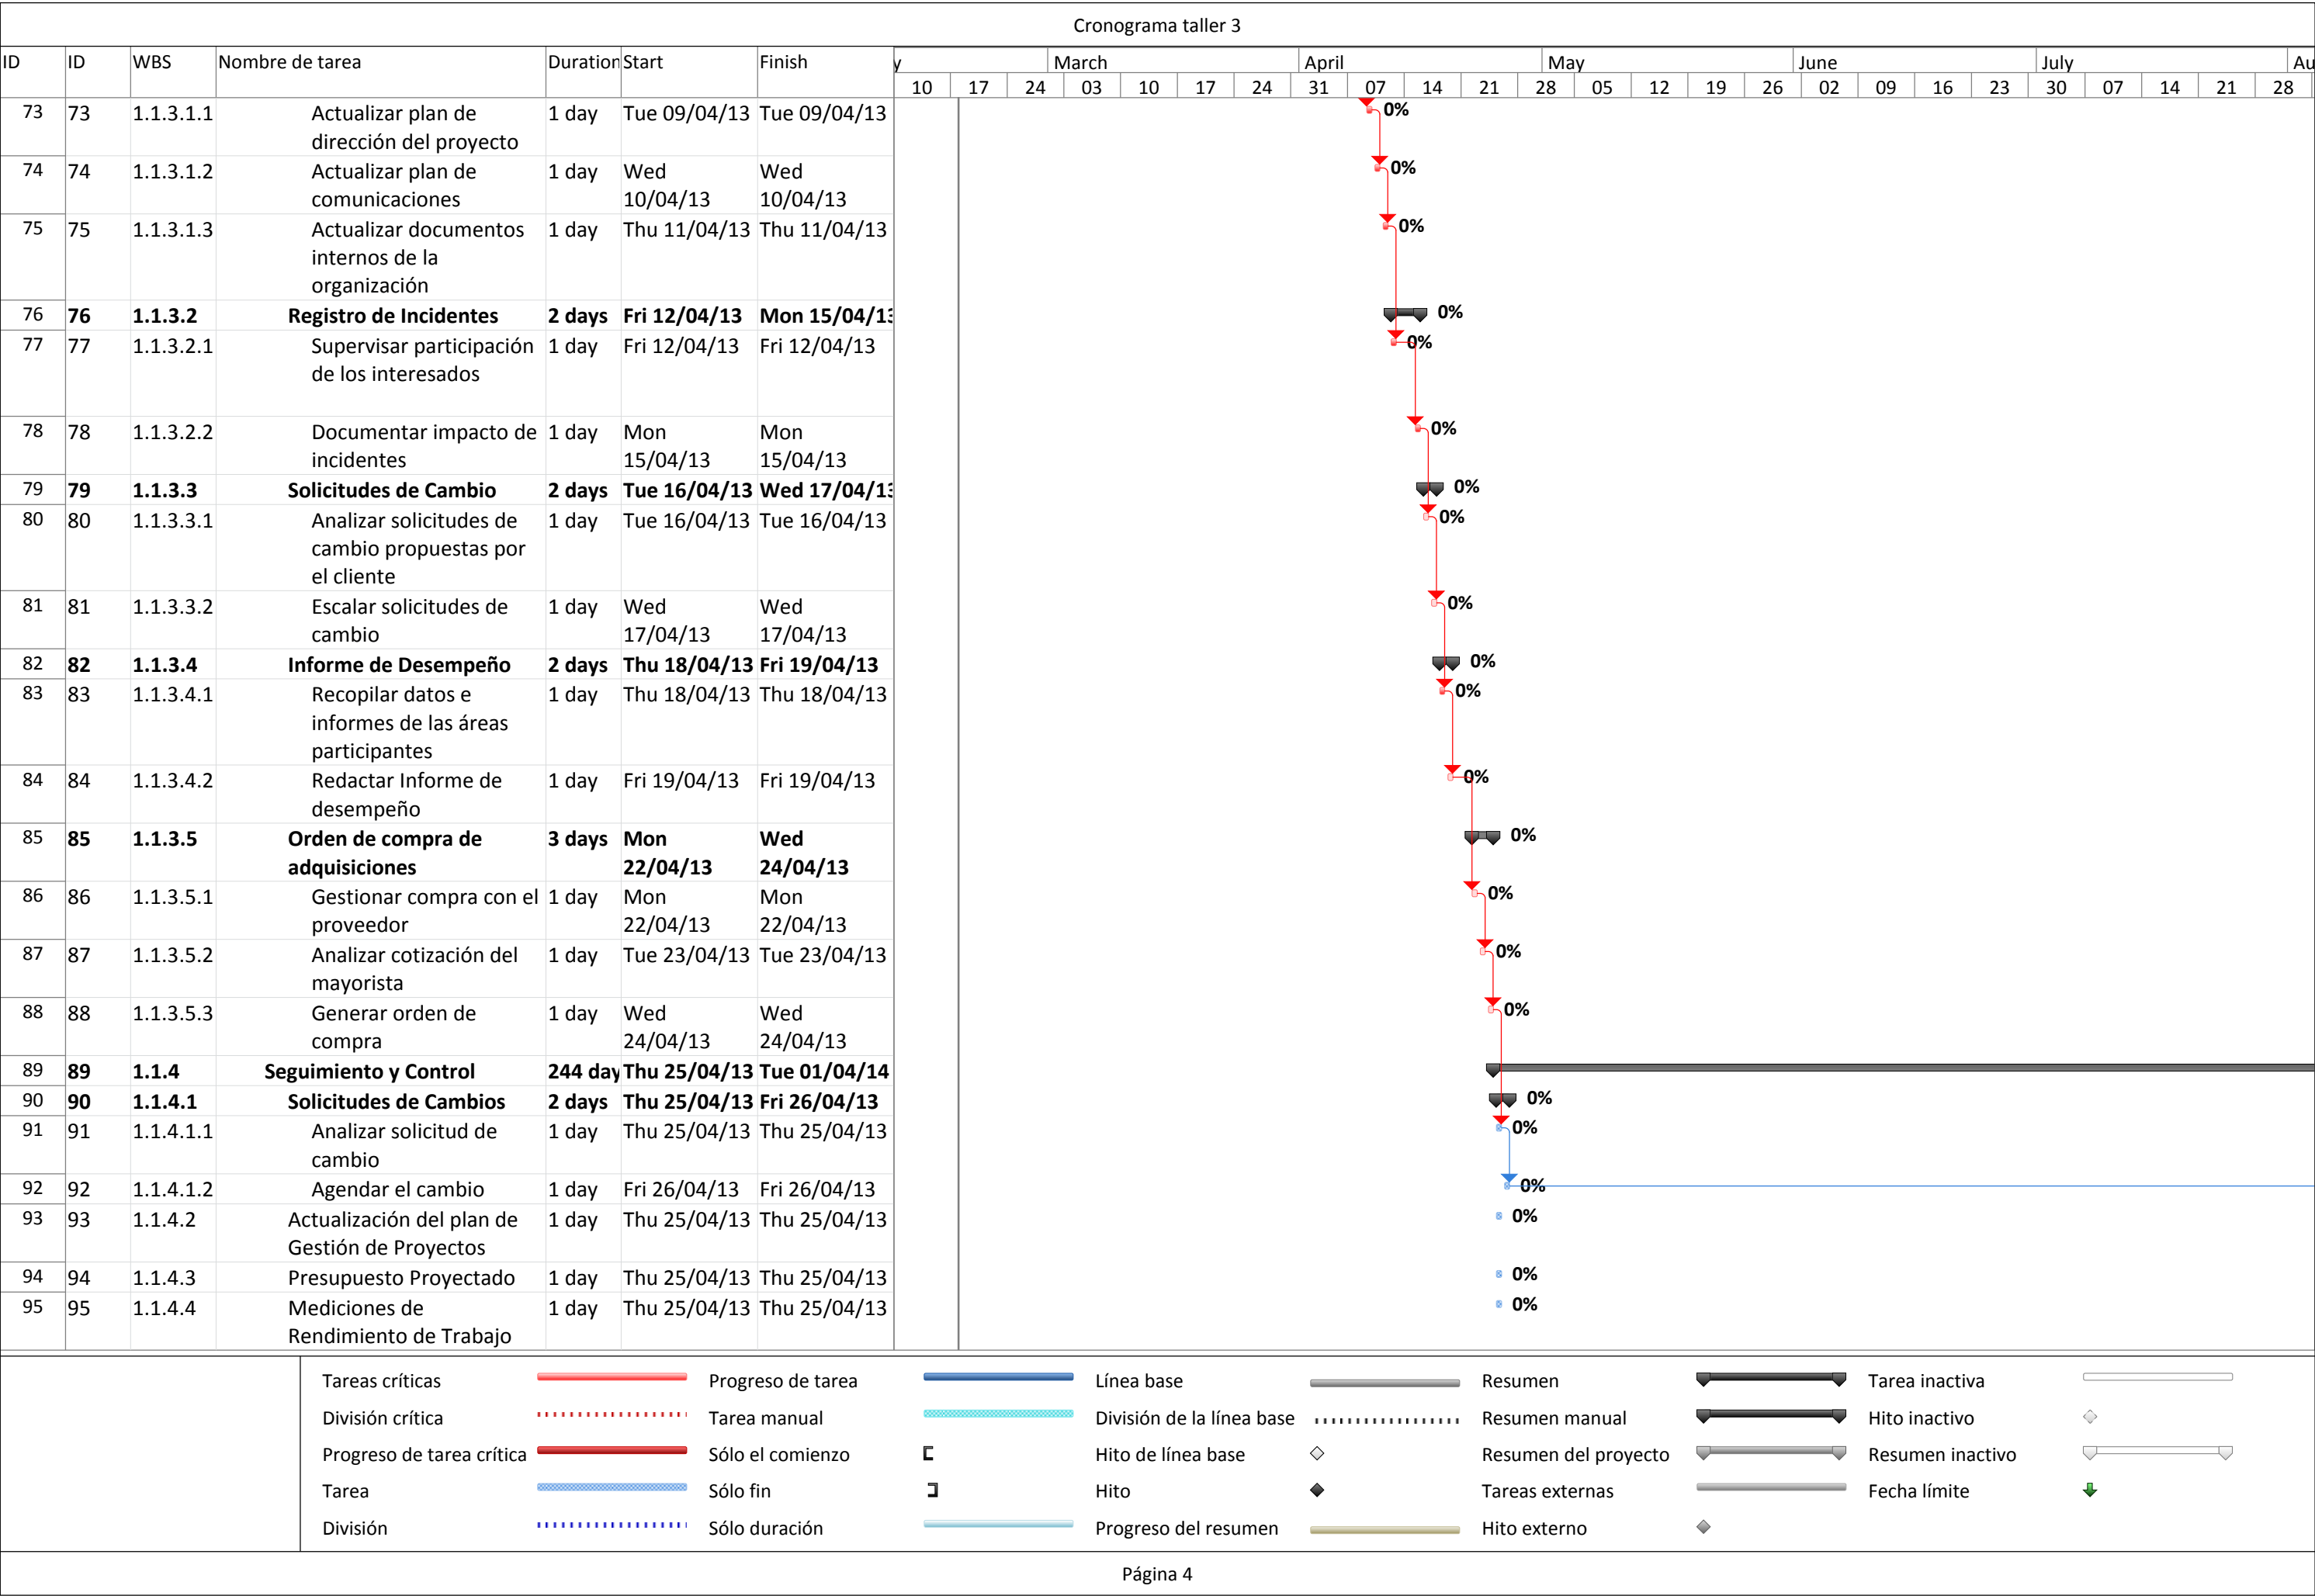 Cronograma taller 3
ID ID WBS Nombre de tarea Duration Start Finish
y March April May June July Au
10 17 24 03 10 17 24 31 07 14 21 28 05 12 19 26 02 09 16 23 30 07 14 21 28
73 73 1.1.3.1.1 Actualizar plan de 1 day Tue 09/04/13 Tue 09/04/13 0%
dirección del proyecto
74 74 1.1.3.1.2 Actualizar plan de 1 day Wed Wed 0%
comunicaciones 10/04/13 10/04/13
75 75 1.1.3.1.3 Actualizar documentos 1 day Thu 11/04/13 Thu 11/04/13 0%
internos de la
organización
76 76 1.1.3.2 Registro de Incidentes 2 days Fri 12/04/13 Mon 15/04/13 0%
77 77 1.1.3.2.1 Supervisar participación 1 day Fri 12/04/13 Fri 12/04/13 0%
de los interesados
78 78 1.1.3.2.2 Documentar impacto de 1 day Mon Mon 0%
incidentes 15/04/13 15/04/13
79 79 1.1.3.3 Solicitudes de Cambio 2 days Tue 16/04/13 Wed 17/04/13 0%
80 80 1.1.3.3.1 Analizar solicitudes de 1 day Tue 16/04/13 Tue 16/04/13 0%
cambio propuestas por
el cliente
81 81 1.1.3.3.2 Escalar solicitudes de 1 day Wed Wed 0%
cambio 17/04/13 17/04/13
82 82 1.1.3.4 Informe de Desempeño 2 days Thu 18/04/13 Fri 19/04/13 0%
83 83 1.1.3.4.1 Recopilar datos e 1 day Thu 18/04/13 Thu 18/04/13 0%
informes de las áreas
participantes
84 84 1.1.3.4.2 Redactar Informe de 1 day Fri 19/04/13 Fri 19/04/13 0%
desempeño
85 85 1.1.3.5 Orden de compra de 3 days Mon Wed 0%
adquisiciones 22/04/13 24/04/13
86 86 1.1.3.5.1 Gestionar compra con el 1 day Mon Mon 0%
proveedor 22/04/13 22/04/13
87 87 1.1.3.5.2 Analizar cotización del 1 day Tue 23/04/13 Tue 23/04/13 0%
mayorista
88 88 1.1.3.5.3 Generar orden de 1 day Wed Wed 0%
compra 24/04/13 24/04/13
89 89 1.1.4 Seguimiento y Control 244 day Thu 25/04/13 Tue 01/04/14
90 90 1.1.4.1 Solicitudes de Cambios 2 days Thu 25/04/13 Fri 26/04/13 0%
91 91 1.1.4.1.1 Analizar solicitud de 1 day Thu 25/04/13 Thu 25/04/13 0%
cambio
92 92 1.1.4.1.2 Agendar el cambio 1 day Fri 26/04/13 Fri 26/04/13 0%
93 93 1.1.4.2 Actualización del plan de 1 day Thu 25/04/13 Thu 25/04/13 0%
Gestión de Proyectos
94 94 1.1.4.3 Presupuesto Proyectado 1 day Thu 25/04/13 Thu 25/04/13 0%
95 95 1.1.4.4 Mediciones de 1 day Thu 25/04/13 Thu 25/04/13 0%
Rendimiento de Trabajo
Tareas críticas Progreso de tarea Línea base Resumen Tarea inactiva
División crítica Tarea manual División de la línea base Resumen manual Hito inactivo
Progreso de tarea crítica Sólo el comienzo Hito de línea base Resumen del proyecto Resumen inactivo
Tarea Sólo fin Hito Tareas externas Fecha límite
División Sólo duración Progreso del resumen Hito externo
Página 4